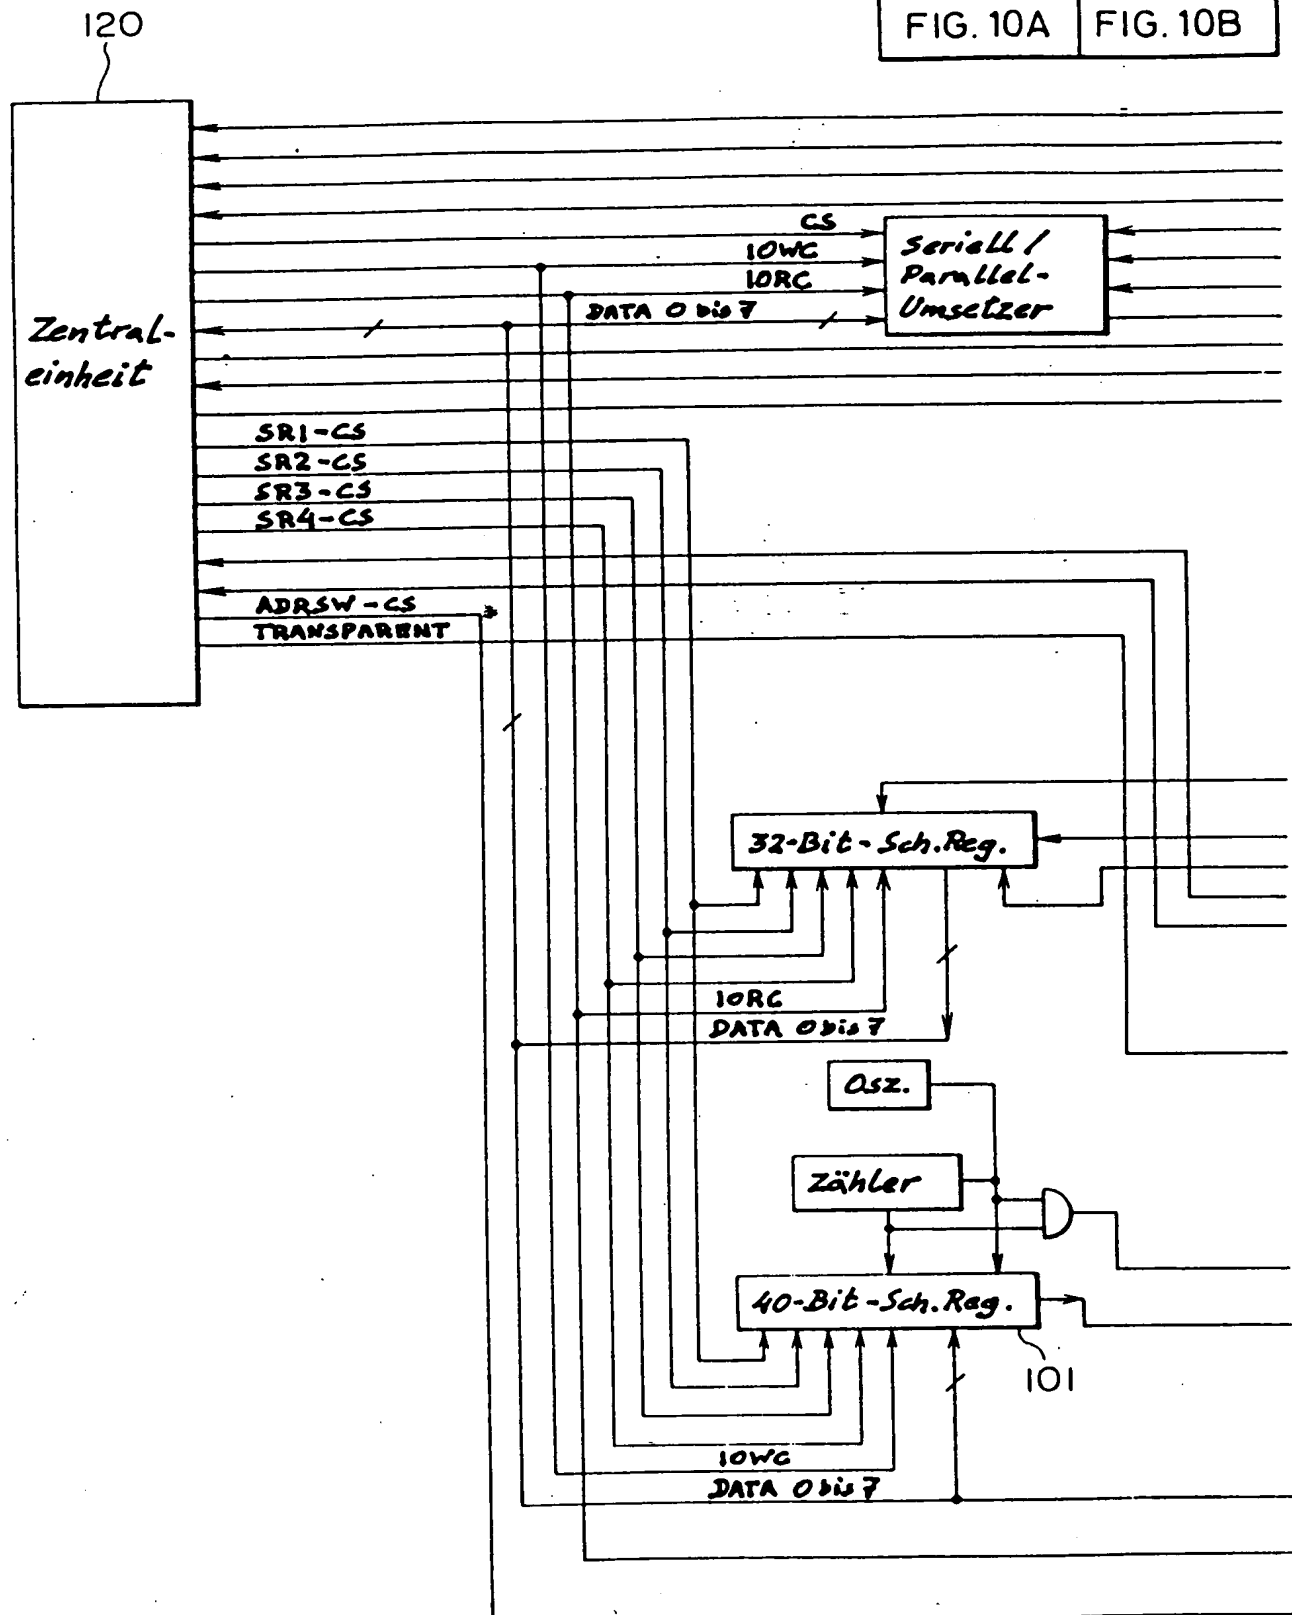 120
FIG. 10A
FIG. 10B
CS
IOWC
IORC
DATA 0 bis 7
Seriell /
Parallel-
Umsetzer
Zentral-
einheit
SR1-CS
SR2-CS
SR3-CS
SR4-CS
ADRSW-CS
TRANSPARENT
32-Bit-Sch.Reg.
IORC
DATA 0 bis 7
Osz.
Zähler
40-Bit-Sch.Reg.
101
IOWC
DATA 0 bis 7